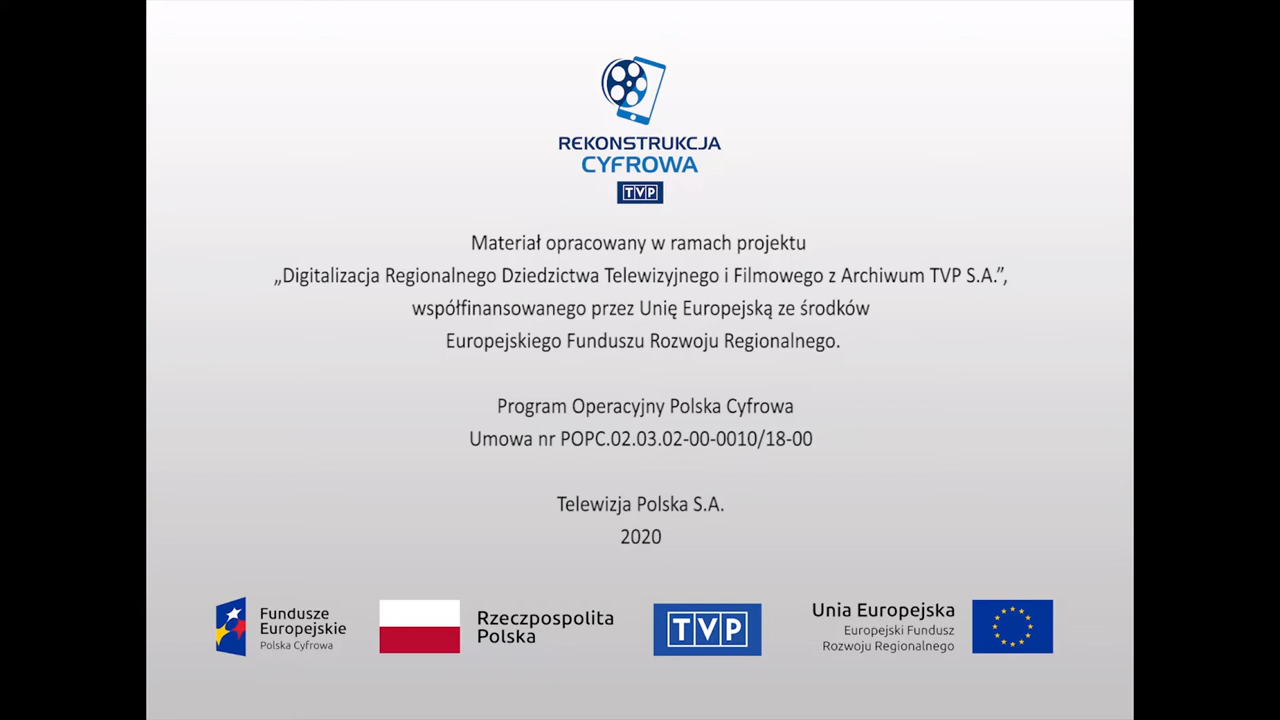 REKONSTRUKCJA
CYFROWA
TVP
Materiał opracowany w ramach projektu
„Digitalizacja Regionalnego Dziedzictwa Telewizyjnego i Filmowego z Archiwum TVP S.A.”,
współfinansowanego przez Unię Europejską ze środków
Europejskiego Funduszu Rozwoju Regionalnego.
Program Operacyjny Polska Cyfrowa
Umowa nr POPC.02.03.02-00-0010/18-00
Telewizja Polska S.A.
2020
Fundusze
Europejskie
Polska Cyfrowa
Rzeczpospolita
Polska
TVP
Unia Europejska
Europejski Fundusz
Rozwoju Regionalnego